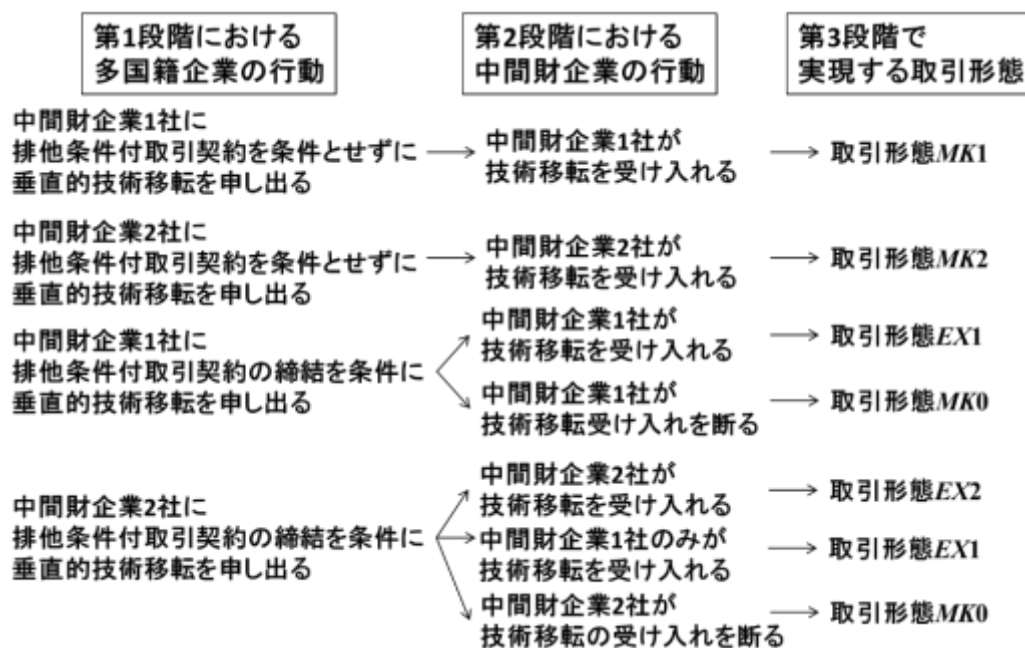 第1段階における
多国籍企業の行動
第2段階における
中間財企業の行動
第3段階で
実現する取引形態
中間財企業1社に
排他条件付取引契約を条件とせずに
垂直的技術移転を申し出る
中間財企業1社が
技術移転を受け入れる
取引形態MK1
中間財企業2社に
排他条件付取引契約を条件とせずに
垂直的技術移転を申し出る
中間財企業2社が
技術移転を受け入れる
取引形態MK2
中間財企業1社に
排他条件付取引契約の締結を条件に
垂直的技術移転を申し出る
中間財企業1社が
技術移転を受け入れる
取引形態EX1
中間財企業1社が
技術移転受け入れを断る
取引形態MK0
中間財企業2社に
排他条件付取引契約の締結を条件に
垂直的技術移転を申し出る
中間財企業2社が
技術移転を受け入れる
取引形態EX2
中間財企業1社のみが
技術移転を受け入れる
取引形態EX1
中間財企業2社が
技術移転の受け入れを断る
取引形態MK0